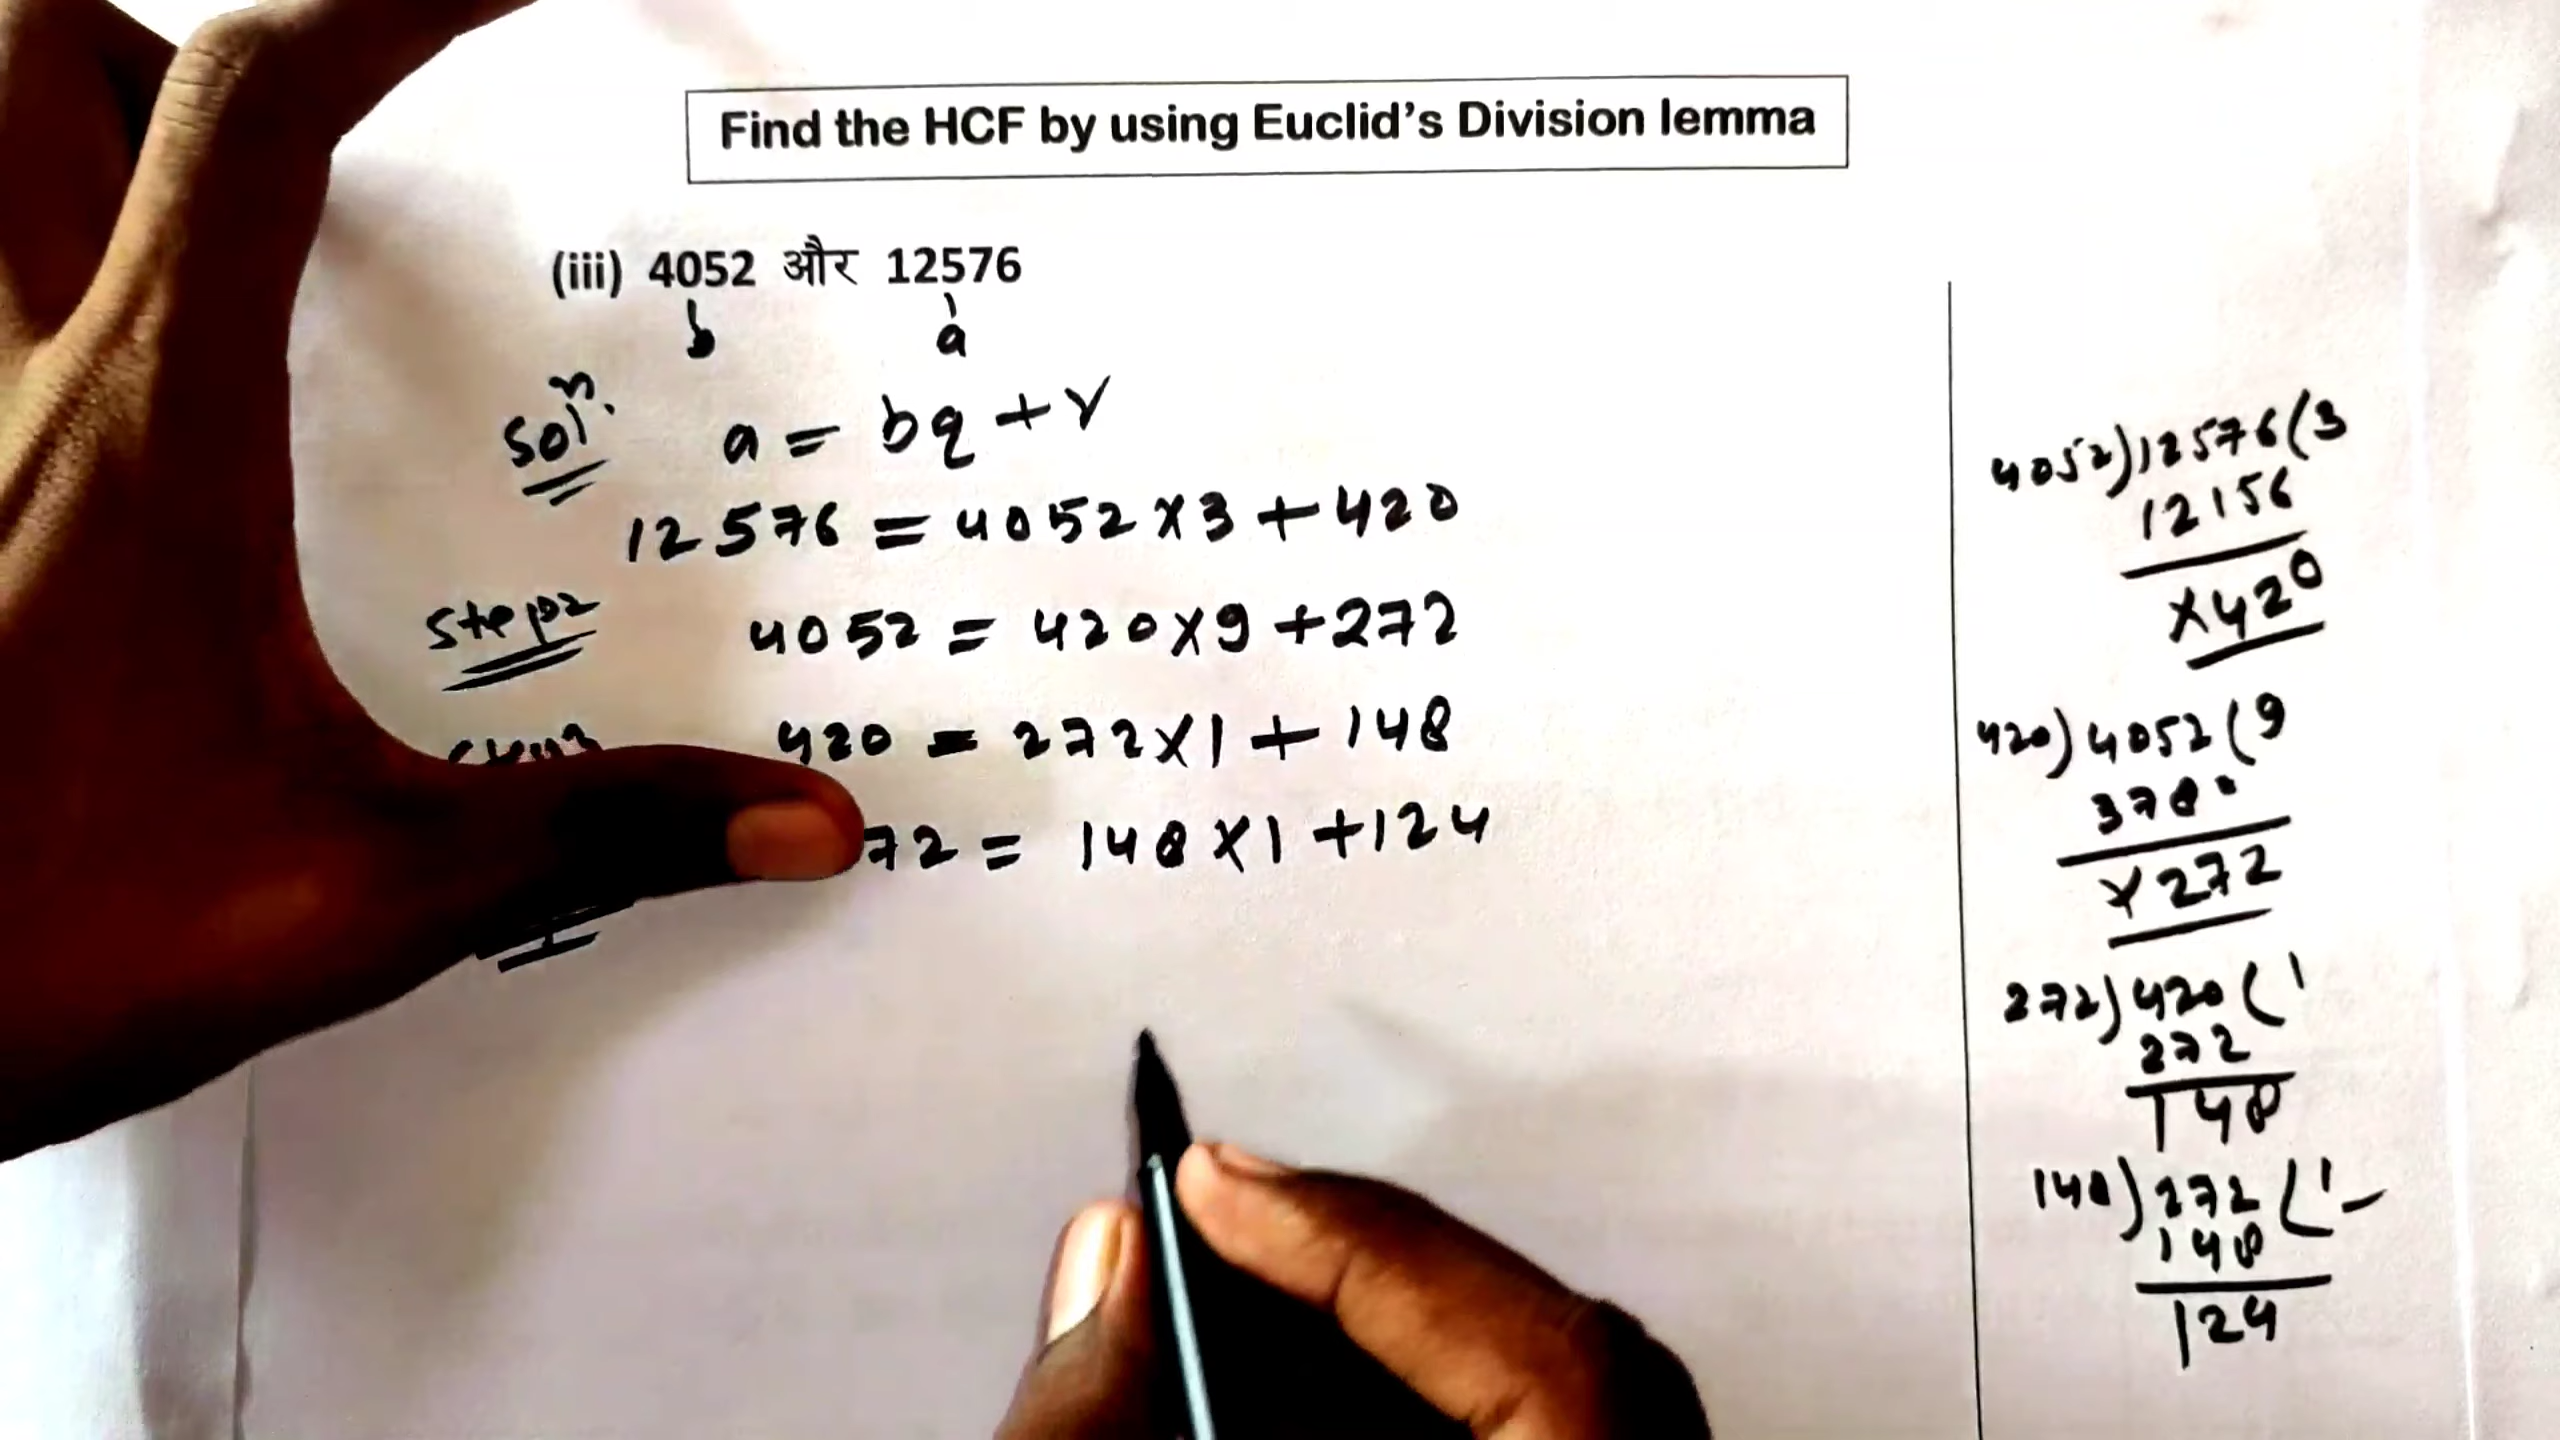 Find the HCF by using Euclid's Division lemma
(iii) 4052 और 12576
b a
Solⁿ. a = bq + r
12576 = 4052 × 3 + 420
Step2 4052 = 420 × 9 + 272
420 = 272 × 1 + 148
72 = 148 × 1 + 124
4052)12576(3
12156
×420
420)4052(9
3780
×272
272)420(1
272
148
148)272(1
148
124